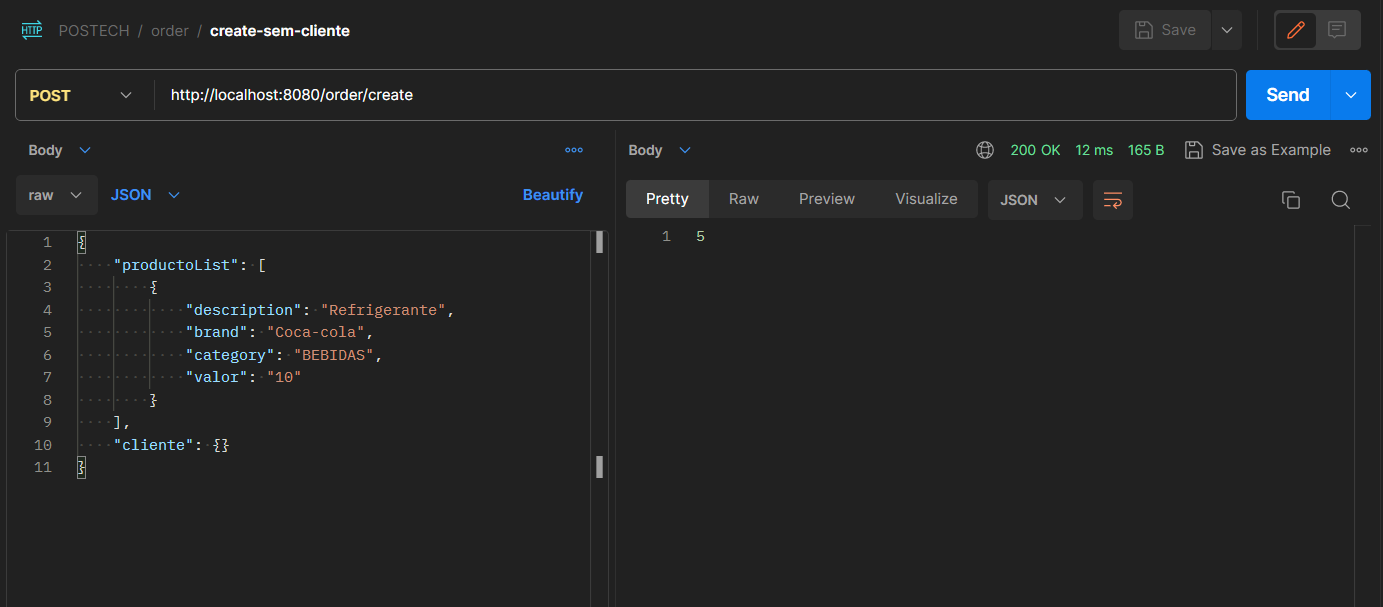 HTTP POSTECH / order / create-sem-cliente Save
POST http://localhost:8080/order/create Send
Body
raw JSON Beautify
1 {
2 "productoList": [
3 {
4 "description": "Refrigerante",
5 "brand": "Coca-cola",
6 "category": "BEBIDAS",
7 "valor": "10"
8 }
9 ],
10 "cliente": {}
11 }
Body 200 OK 12 ms 165 B Save as Example
Pretty Raw Preview Visualize JSON
1 5